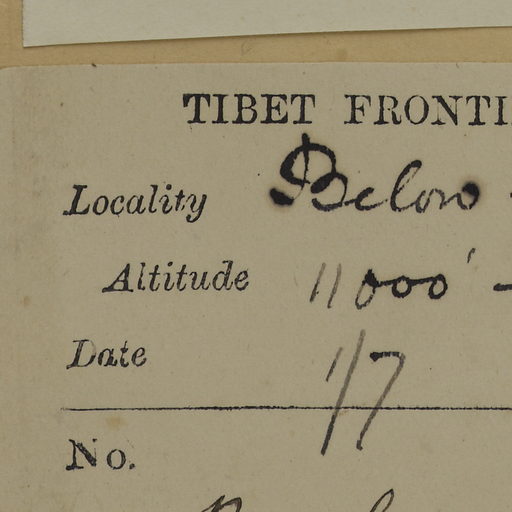 TIBET FRONTI
Locality Below -
Altitude 11000' -
Date 1/7
No.